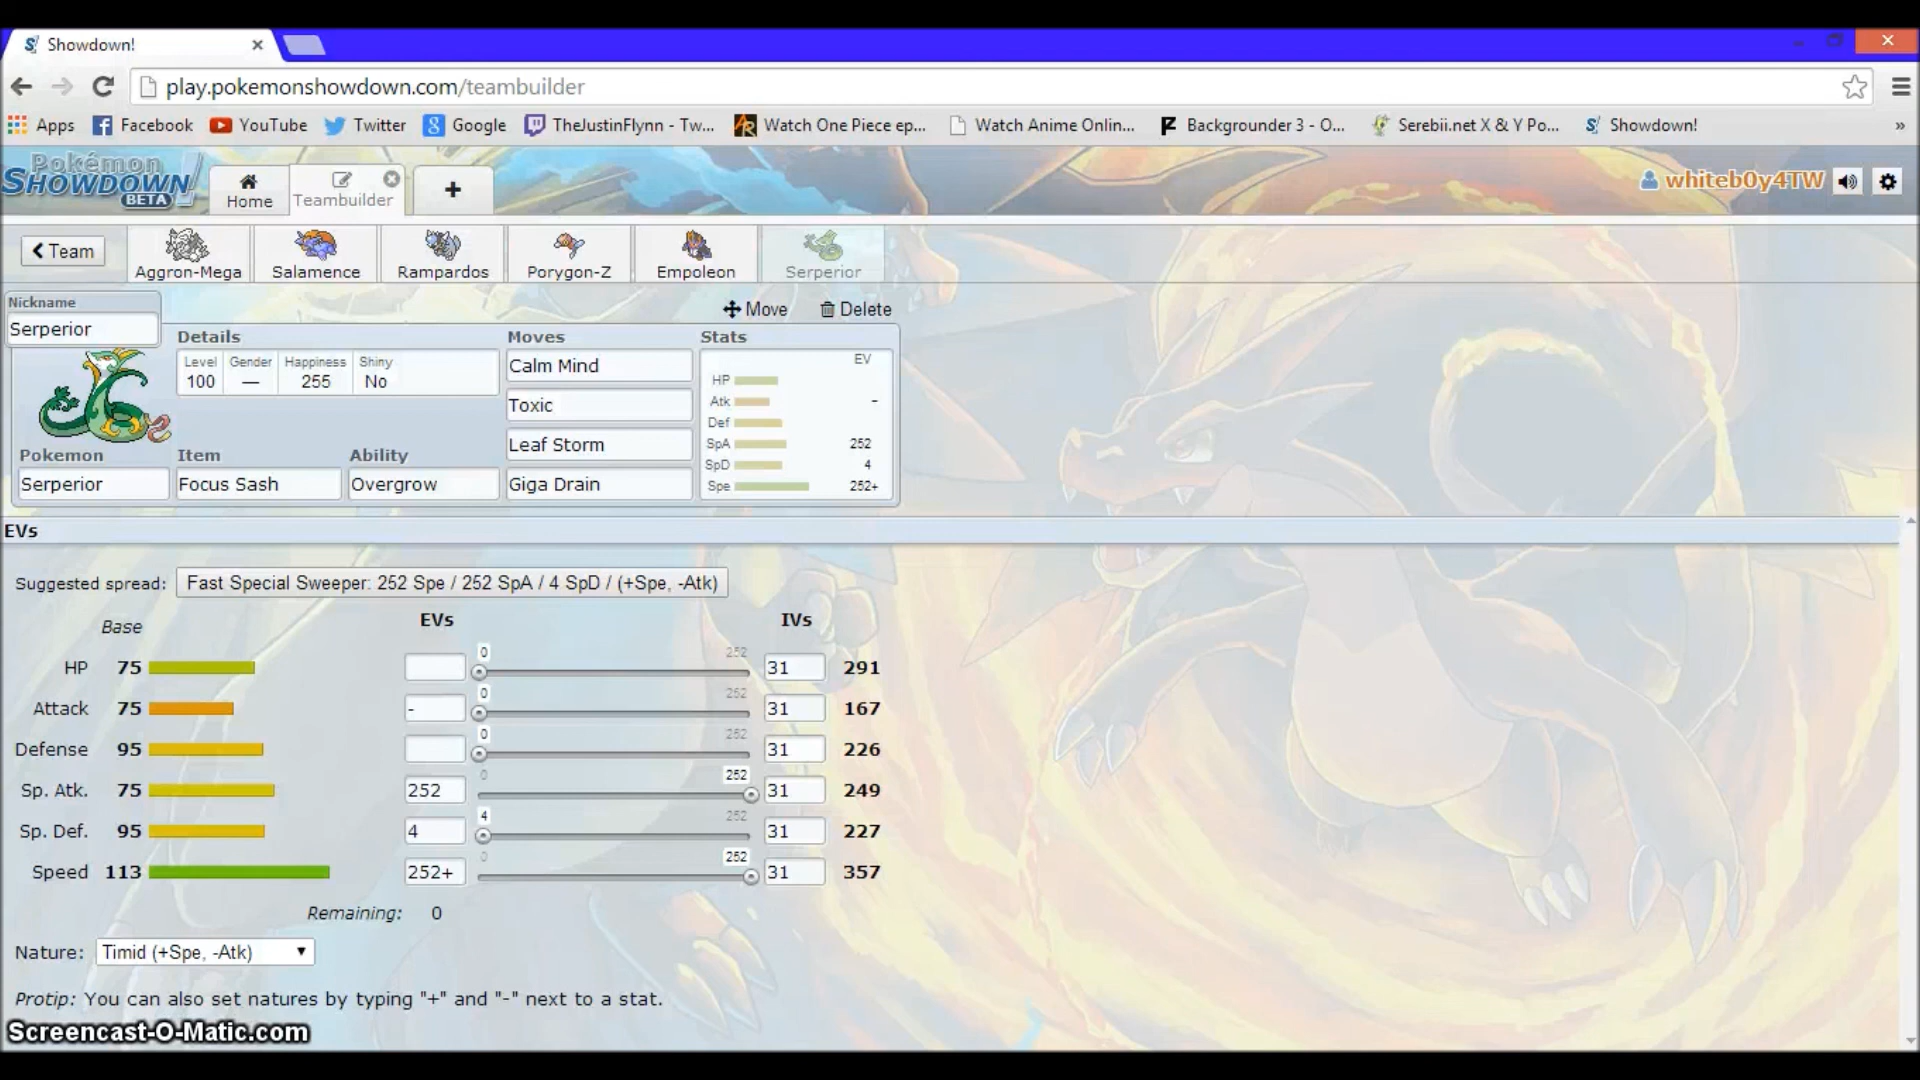 Showdown!
play.pokemonshowdown.com/teambuilder
Apps Facebook YouTube Twitter Google TheJustinFlynn - Tw... Watch One Piece ep... Watch Anime Onlin... Backgrounder 3 - O... Serebii.net X & Y Po... Showdown! »
Pokémon
SHOWDOWN!
BETA
Home
Teambuilder
+
whiteb0y4TW
Team
Aggron-Mega
Salamence
Rampardos
Porygon-Z
Empoleon
Serperior
Nickname
Serperior
Move Delete
Details
Level Gender Happiness Shiny
100 — 255 No
Pokemon
Serperior
Item
Focus Sash
Ability
Overgrow
Moves
Calm Mind
Toxic
Leaf Storm
Giga Drain
Stats
EV
HP
Atk -
Def
SpA 252
SpD 4
Spe 252+
EVs
Suggested spread: Fast Special Sweeper: 252 Spe / 252 SpA / 4 SpD / (+Spe, -Atk)
Base EVs IVs
0 252
HP 75 31 291
0 252
Attack 75 - 31 167
0 252
Defense 95 31 226
0 252
Sp. Atk. 75 252 31 249
4 252
Sp. Def. 95 4 31 227
0 252
Speed 113 252+ 31 357
Remaining: 0
Nature: Timid (+Spe, -Atk)
Protip: You can also set natures by typing "+" and "-" next to a stat.
Screencast-O-Matic.com